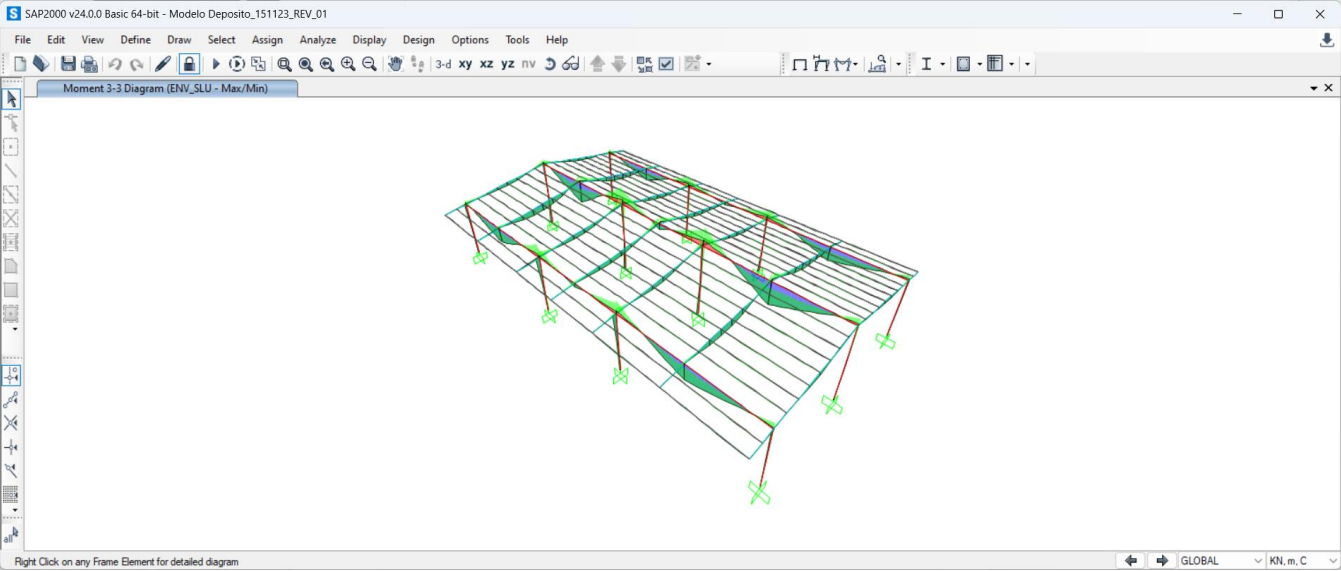 SAP2000 v24.0.0 Basic 64-bit - Modelo Deposito_151123_REV_01
File Edit View Define Draw Select Assign Analyze Display Design Options Tools Help
3-d xy xz yz nv
Moment 3-3 Diagram (ENV_SLU - Max/Min)
all
Right Click on any Frame Element for detailed diagram
GLOBAL
KN, m, C